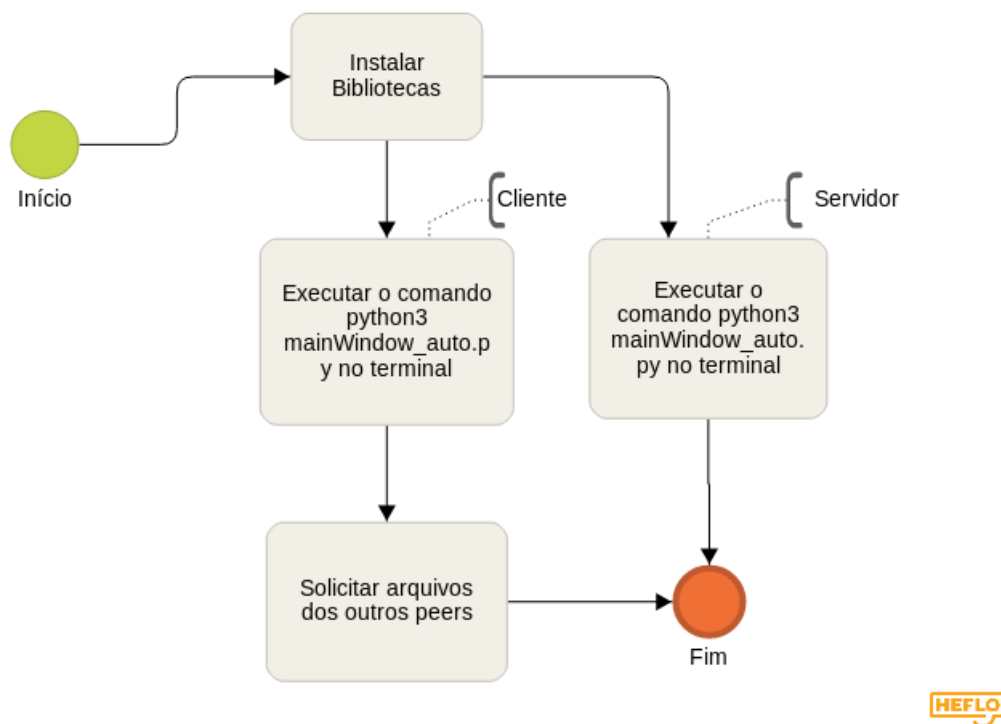 Instalar
Bibliotecas
Início
Cliente
Servidor
Executar o comando
python3
mainWindow_auto.p
y no terminal
Executar o
comando python3
mainWindow_auto.
py no terminal
Solicitar arquivos
dos outros peers
Fim
HEFLO